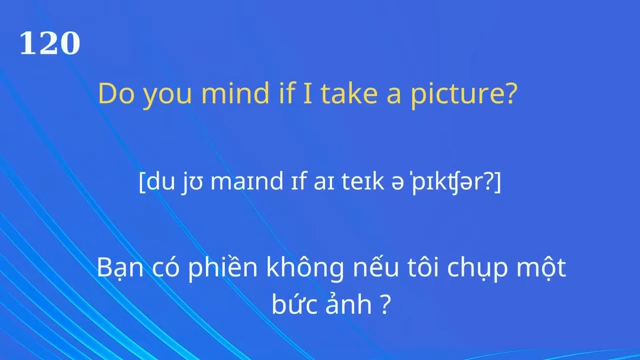 120
Do you mind if I take a picture?
[du jʊ maɪnd ɪf aɪ teɪk ə ˈpɪkʧər?]
Bạn có phiền không nếu tôi chụp một
bức ảnh ?